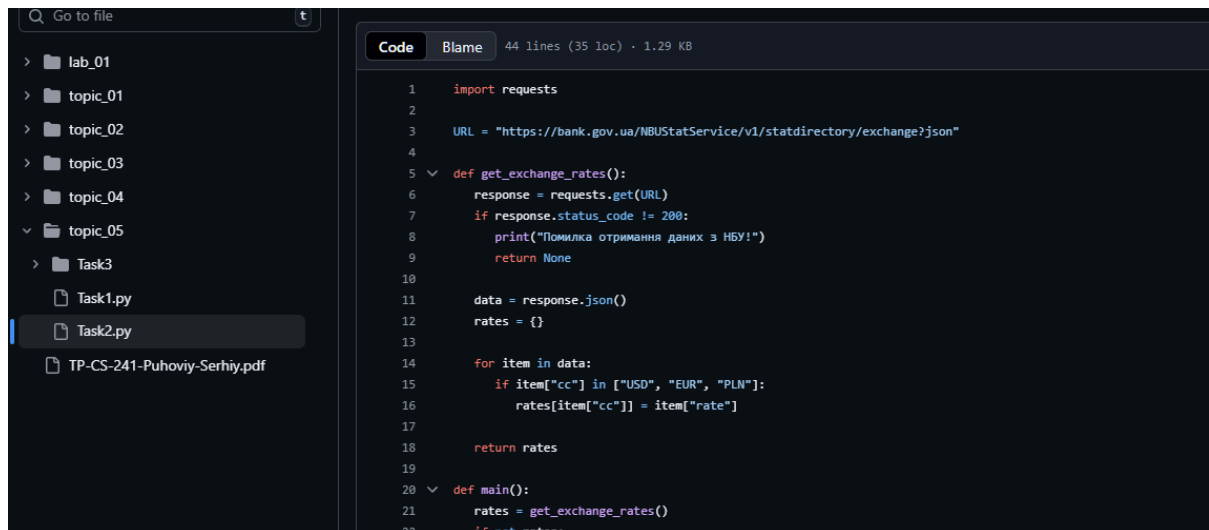 Go to file
t
lab_01
topic_01
topic_02
topic_03
topic_04
topic_05
Task3
Task1.py
Task2.py
TP-CS-241-Puhoviy-Serhiy.pdf
Code Blame 44 lines (35 loc) · 1.29 KB
1 import requests
2
3 URL = "https://bank.gov.ua/NBUStatService/v1/statdirectory/exchange?json"
4
5 def get_exchange_rates():
6 response = requests.get(URL)
7 if response.status_code != 200:
8 print("Помилка отримання даних з НБУ!")
9 return None
10
11 data = response.json()
12 rates = {}
13
14 for item in data:
15 if item["cc"] in ["USD", "EUR", "PLN"]:
16 rates[item["cc"]] = item["rate"]
17
18 return rates
19
20 def main():
21 rates = get_exchange_rates()